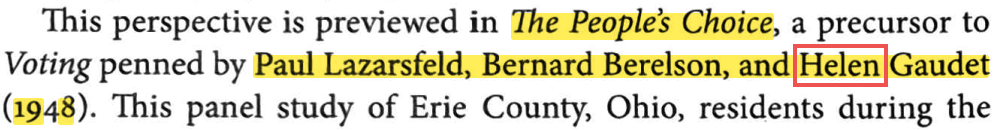 This perspective is previewed in The People’s Choice, a precursor to
Voting penned by Paul Lazarsfeld, Bernard Berelson, and Helen Gaudet
(1948). This panel study of Erie County, Ohio, residents during the